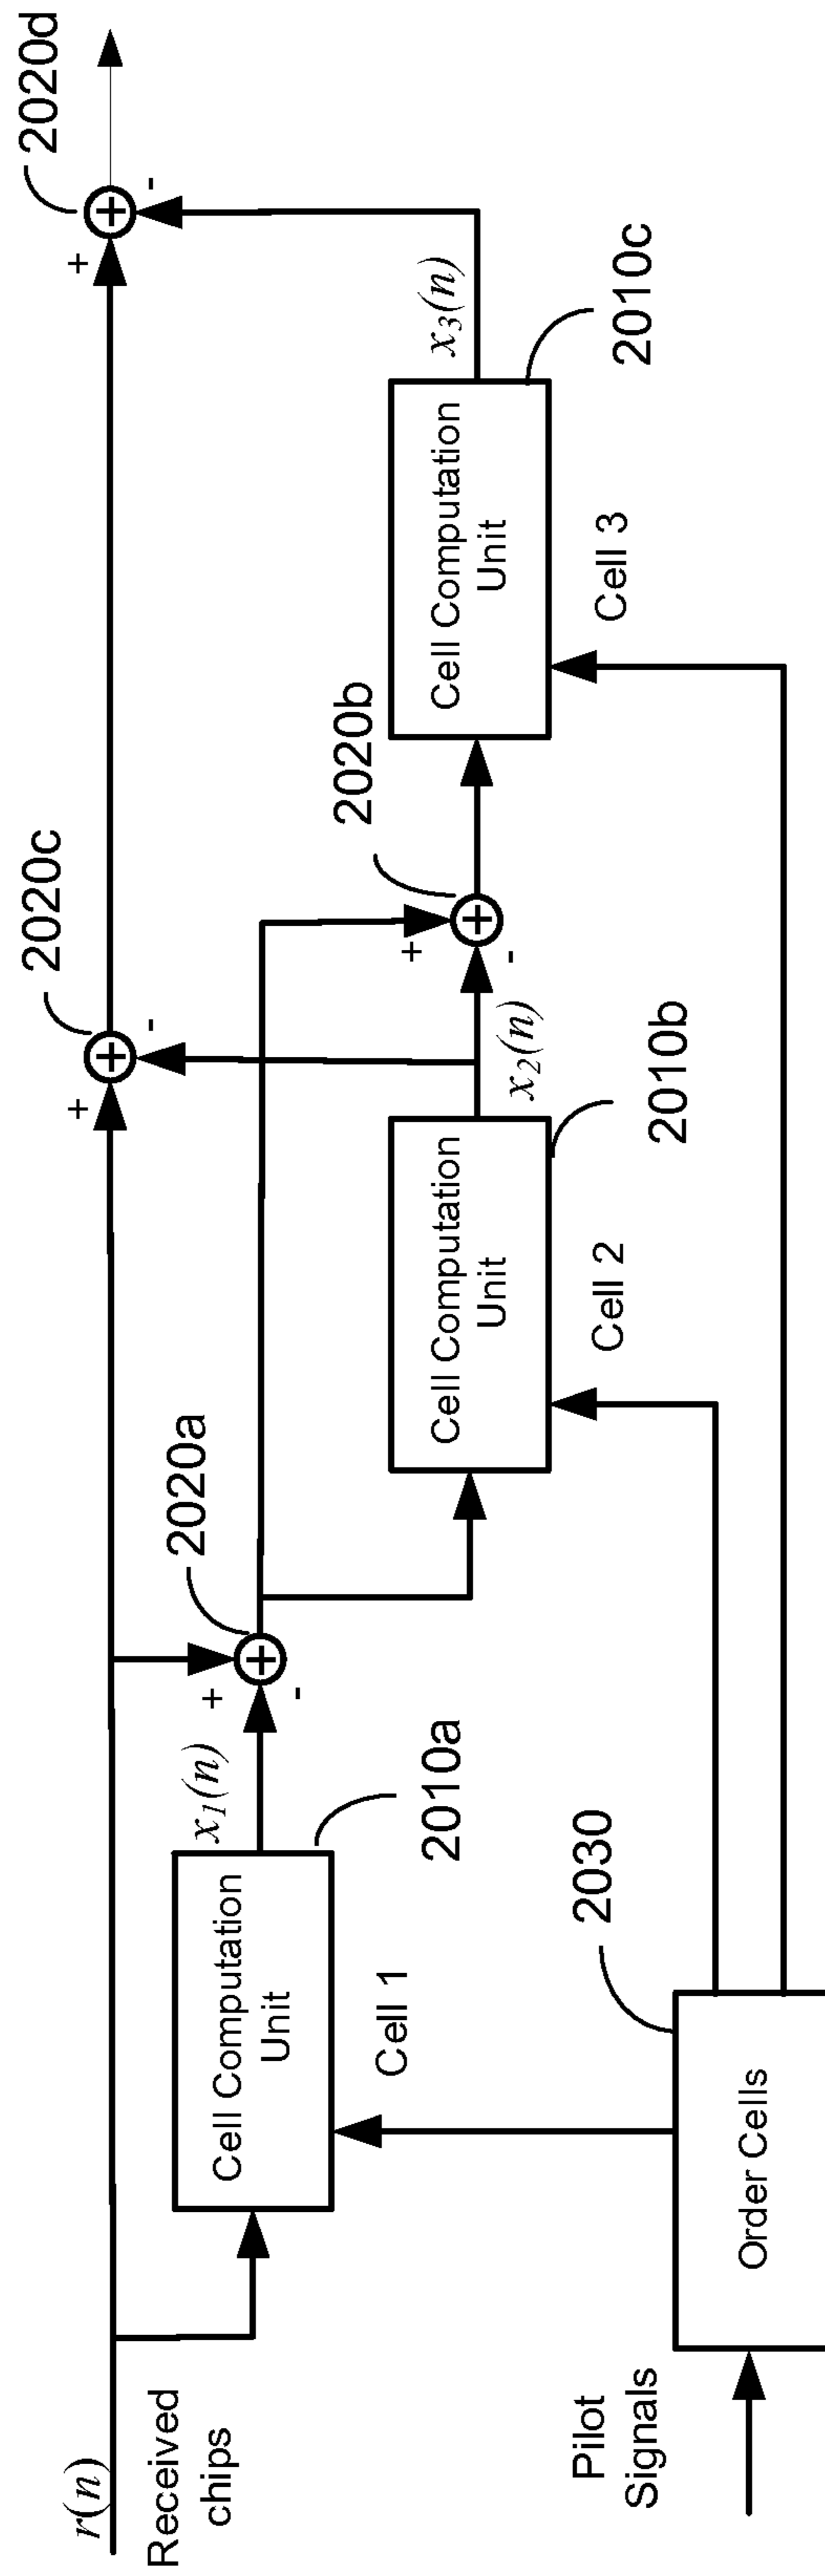 r(n)
Received
chips
Cell Computation
Unit
x₁(n)
Cell 1
2010a
+
-
2020a
+
-
2020c
Cell Computation
Unit
x₂(n)
Cell 2
2010b
+
-
2020b
Cell Computation
Unit
x₃(n)
Cell 3
2010c
+
-
2020d
Pilot
Signals
Order Cells
2030
+
+
+
+